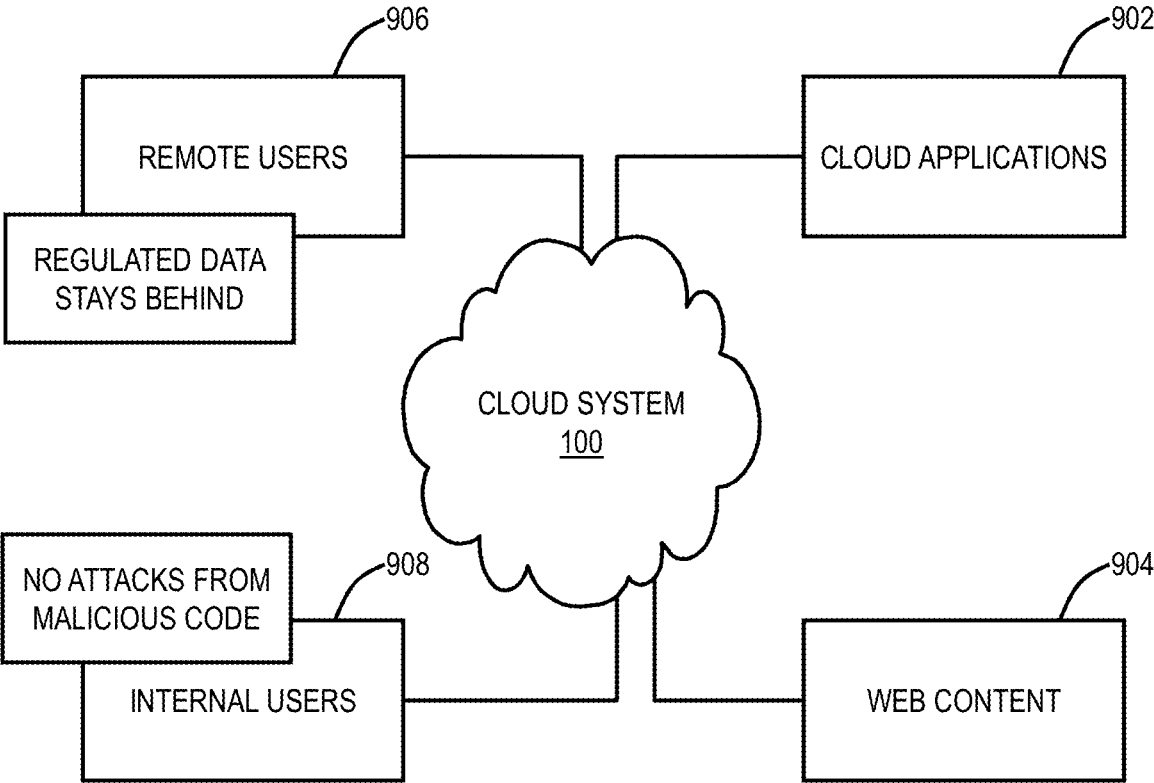 906
902
REMOTE USERS
CLOUD APPLICATIONS
REGULATED DATA
STAYS BEHIND
CLOUD SYSTEM
100
NO ATTACKS FROM
MALICIOUS CODE
908
904
INTERNAL USERS
WEB CONTENT